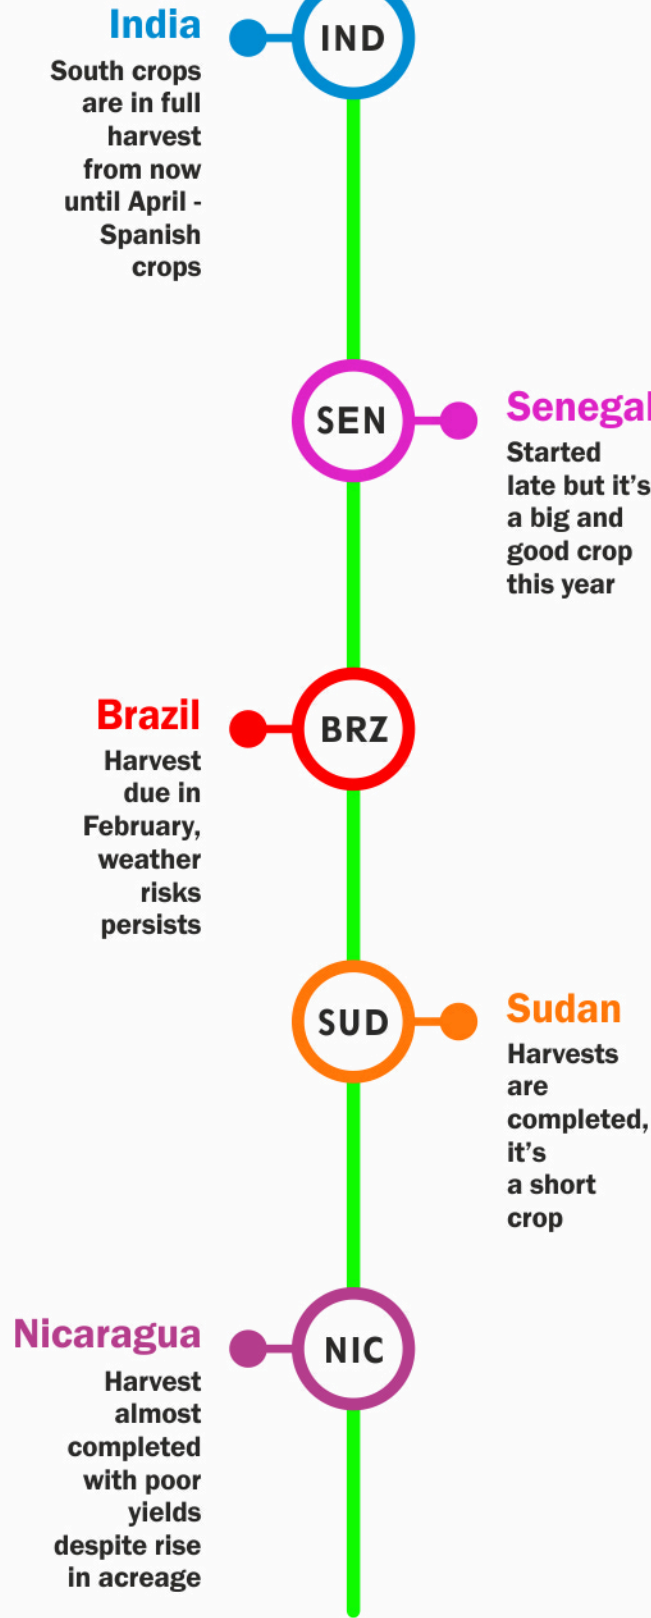 India
IND
South crops
are in full
harvest
from now
until April -
Spanish
crops
SEN
Senegal
Started
late but it’s
a big and
good crop
this year
Brazil
BRZ
Harvest
due in
February,
weather
risks
persists
SUD
Sudan
Harvests
are
completed,
it’s
a short
crop
Nicaragua
NIC
Harvest
almost
completed
with poor
yields
despite rise
in acreage